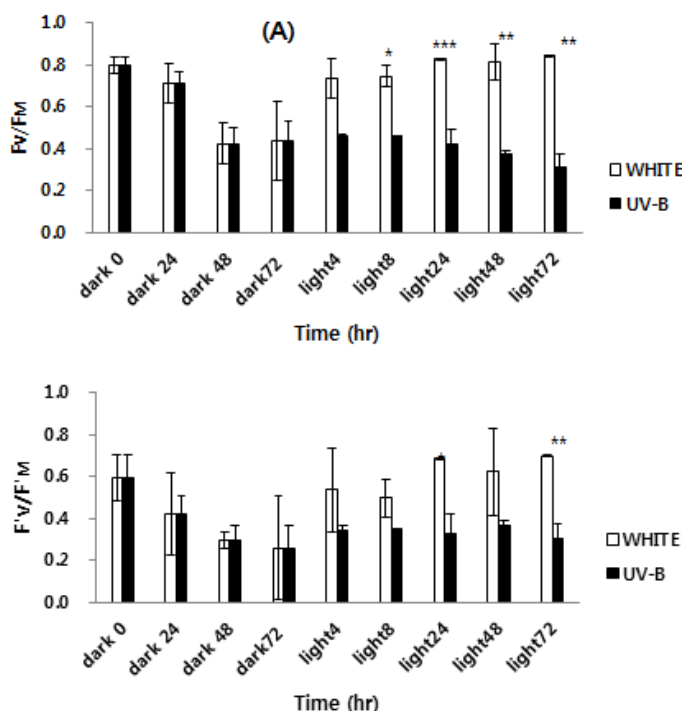 (A)
1.0
0.8
0.6
0.4
0.2
0.0
Fv/FM
* *** ** **
WHITE
UV-B
dark 0
dark 24
dark 48
dark72
light4
light8
light24
light48
light72
Time (hr)
1.0
0.8
0.6
0.4
0.2
0.0
F'v/F'M
* **
WHITE
UV-B
dark 0
dark 24
dark 48
dark72
light4
light8
light24
light48
light72
Time (hr)